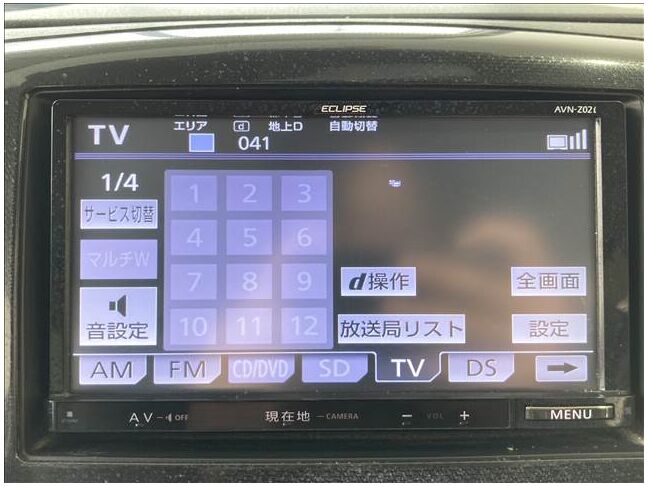 ECLIPSE
AVN-Z02i
TV
エリア
d
地上D
自動切替
041
1/4
サービス切替
マルチW
音設定
1 2 3
4 5 6
7 8 9
10 11 12
d操作
全画面
放送局リスト
設定
AM FM CD/DVD SD TV DS
AV - OFF
現在地 - CAMERA
- VOL +
MENU